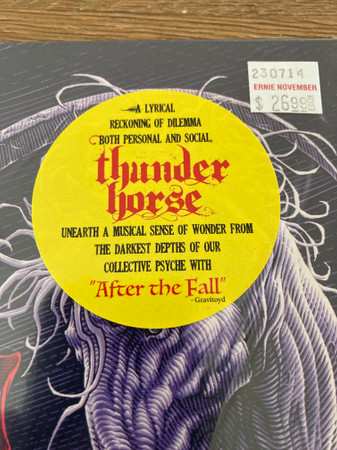 230714
ERNIE NOVEMBER
$ 26.99
A LYRICAL
RECKONING OF DILEMMA
BOTH PERSONAL AND SOCIAL,
thunder
horse
UNEARTH A MUSICAL SENSE OF WONDER FROM
THE DARKEST DEPTHS OF OUR
COLLECTIVE PSYCHE WITH
"After the Fall"
- Gravitoyd